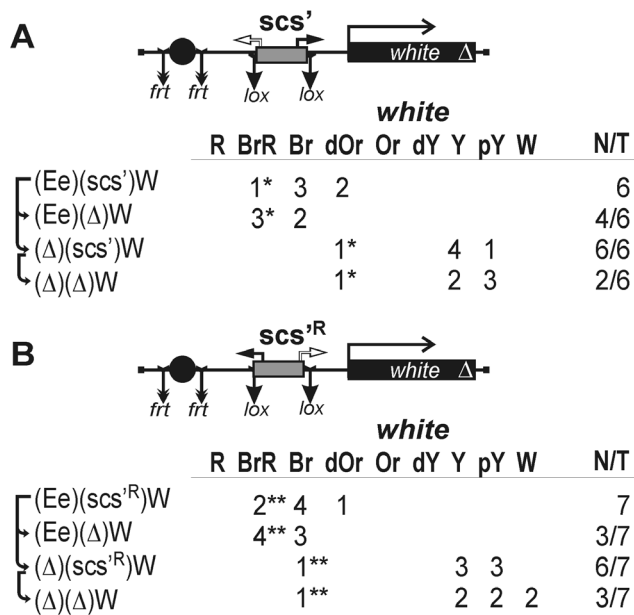 A
scs’
white Δ
frt frt lox lox
white
R BrR Br dOr Or dY Y pY W N/T
(Ee)(scs’)W 1* 3 2 6
(Ee)(Δ)W 3* 2 4/6
(Δ)(scs’)W 1* 4 1 6/6
(Δ)(Δ)W 1* 2 3 2/6
B
scs’R
white Δ
frt frt lox lox
white
R BrR Br dOr Or dY Y pY W N/T
(Ee)(scs’R)W 2** 4 1 7
(Ee)(Δ)W 4** 3 3/7
(Δ)(scs’R)W 1** 3 3 6/7
(Δ)(Δ)W 1** 2 2 2 3/7